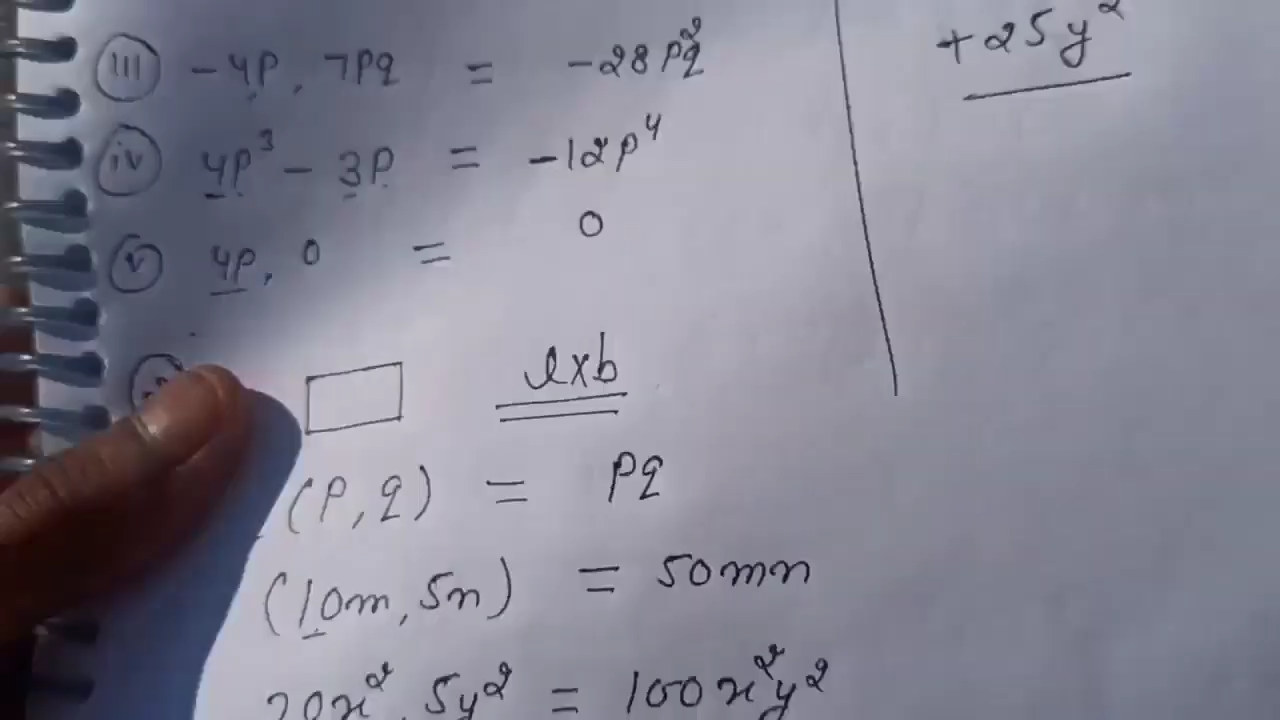 (iii) -4p, 7pq = -28p²q
(iv) 4p³ - 3p = -12p⁴
(v) 4p, 0 = 0
l×b
(p, q) = pq
(10m, 5n) = 50mn
20x², 5y² = 100x²y²
+25y²